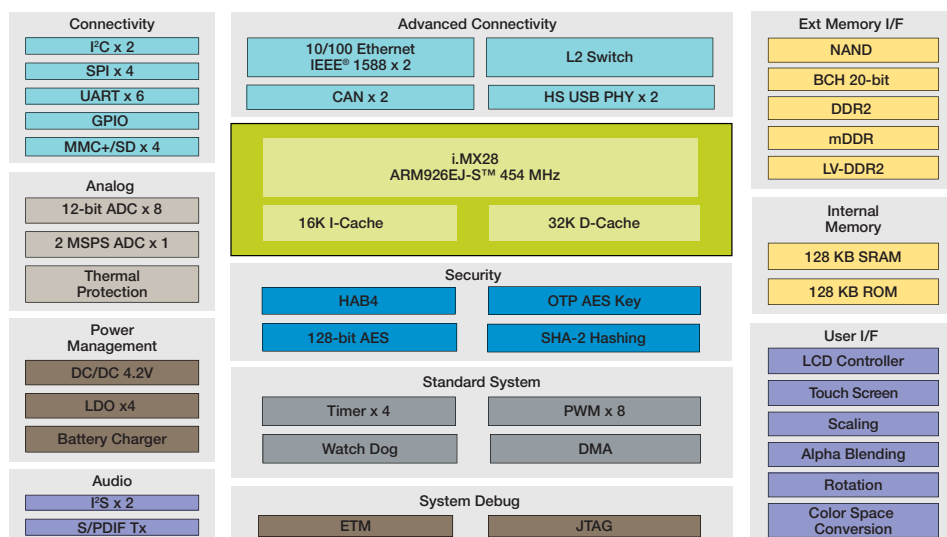 Connectivity
I²C x 2
SPI x 4
UART x 6
GPIO
MMC+/SD x 4
Analog
12-bit ADC x 8
2 MSPS ADC x 1
Thermal
Protection
Power
Management
DC/DC 4.2V
LDO x4
Battery Charger
Audio
I²S x 2
S/PDIF Tx
Advanced Connectivity
10/100 Ethernet
IEEE® 1588 x 2
L2 Switch
CAN x 2
HS USB PHY x 2
i.MX28
ARM926EJ-S™ 454 MHz
16K I-Cache
32K D-Cache
Security
HAB4
OTP AES Key
128-bit AES
SHA-2 Hashing
Standard System
Timer x 4
PWM x 8
Watch Dog
DMA
System Debug
ETM
JTAG
Ext Memory I/F
NAND
BCH 20-bit
DDR2
mDDR
LV-DDR2
Internal
Memory
128 KB SRAM
128 KB ROM
User I/F
LCD Controller
Touch Screen
Scaling
Alpha Blending
Rotation
Color Space
Conversion